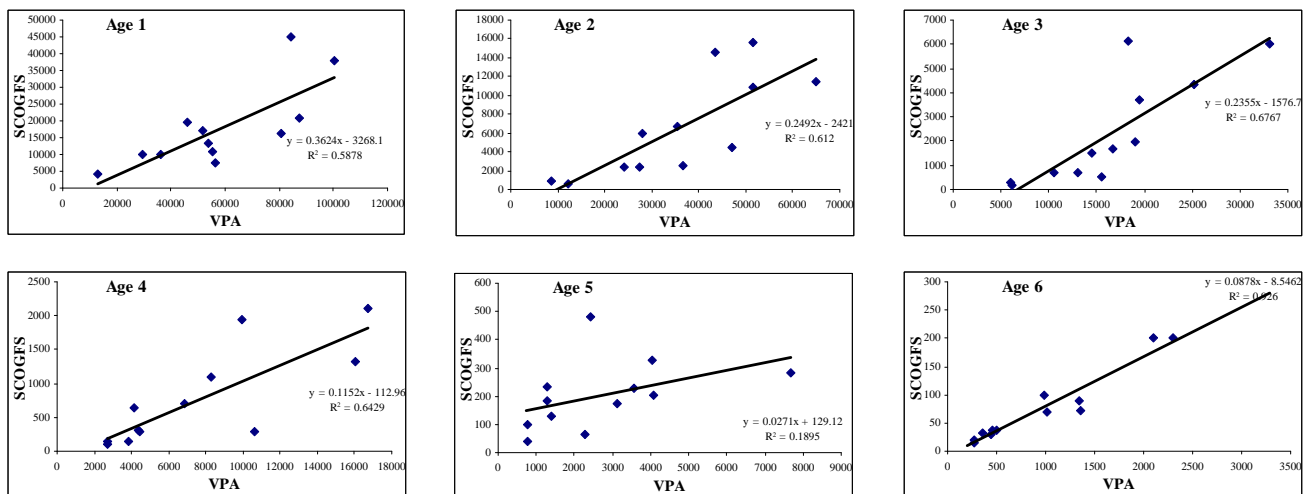 Age 1
50000
45000
40000
35000
30000
25000
20000
15000
10000
5000
0
SCOGFS
y = 0.3624x - 3268.1
R² = 0.5878
0 20000 40000 60000 80000 100000 120000
VPA
Age 2
18000
16000
14000
12000
10000
8000
6000
4000
2000
0
SCOGFS
y = 0.2492x - 2421
R² = 0.612
0 10000 20000 30000 40000 50000 60000 70000
VPA
Age 3
7000
6000
5000
4000
3000
2000
1000
0
SCOGFS
y = 0.2355x - 1576.7
R² = 0.6767
0 5000 10000 15000 20000 25000 30000 35000
VPA
Age 4
2500
2000
1500
1000
500
0
SCOGFS
y = 0.1152x - 112.96
R² = 0.6429
0 2000 4000 6000 8000 10000 12000 14000 16000 18000
VPA
Age 5
600
500
400
300
200
100
0
SCOGFS
y = 0.0271x + 129.12
R² = 0.1895
0 1000 2000 3000 4000 5000 6000 7000 8000 9000
VPA
Age 6
300
250
200
150
100
50
0
SCOGFS
y = 0.0878x - 8.5462
R² = 0.926
0 500 1000 1500 2000 2500 3000 3500
VPA